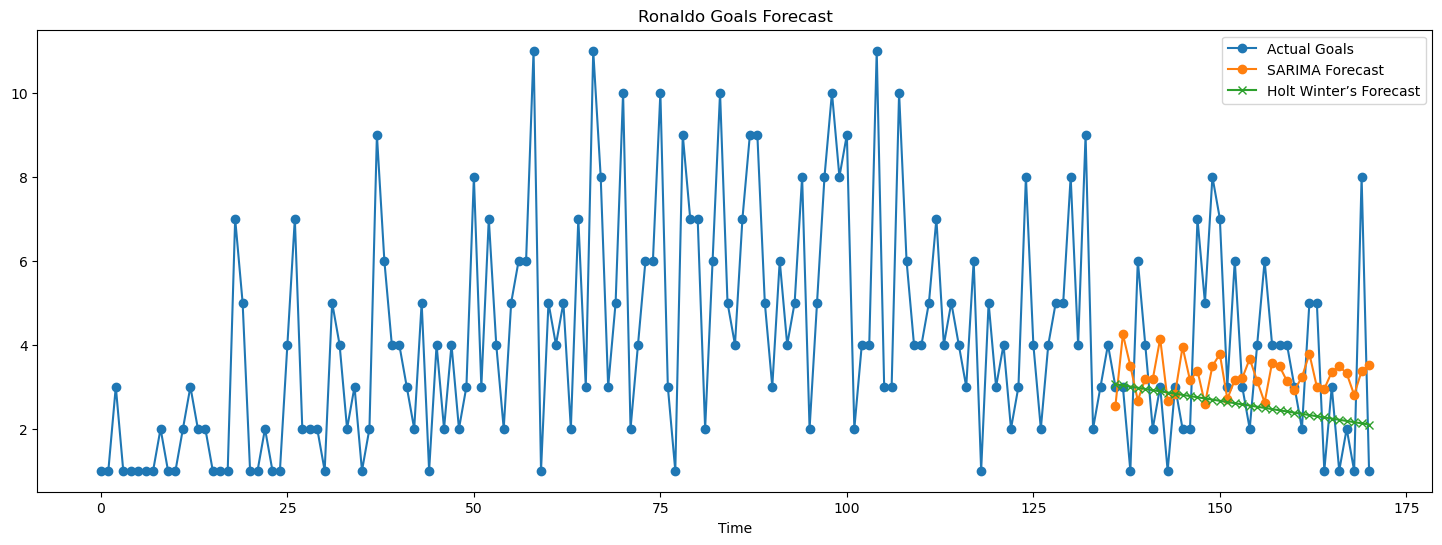 Ronaldo Goals Forecast
Actual Goals
SARIMA Forecast
Holt Winter’s Forecast
10
8
6
4
2
0 25 50 75 100 125 150 175
Time